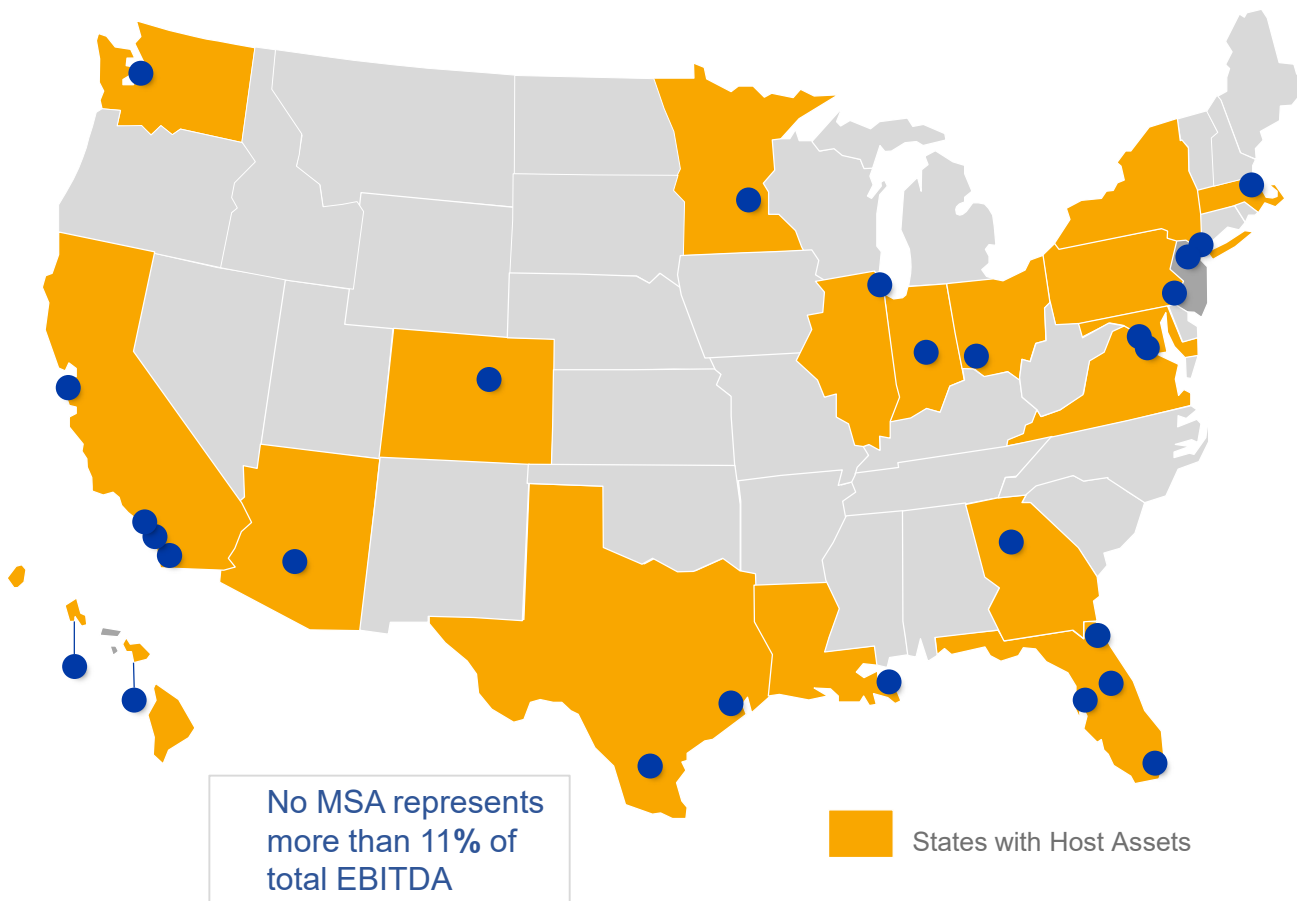 No MSA represents
more than 11% of
total EBITDA
States with Host Assets